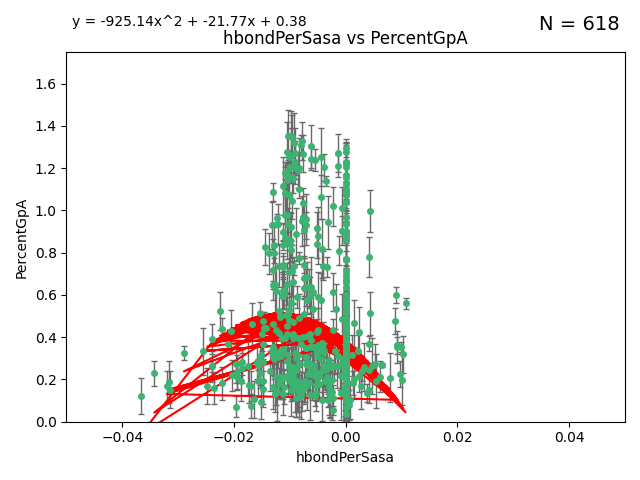 y = -925.14x^2 + -21.77x + 0.38
N = 618
hbondPerSasa vs PercentGpA
1.6
1.4
1.2
1.0
0.8
0.6
0.4
0.2
0.0
PercentGpA
−0.04
−0.02
0.00
0.02
0.04
hbondPerSasa